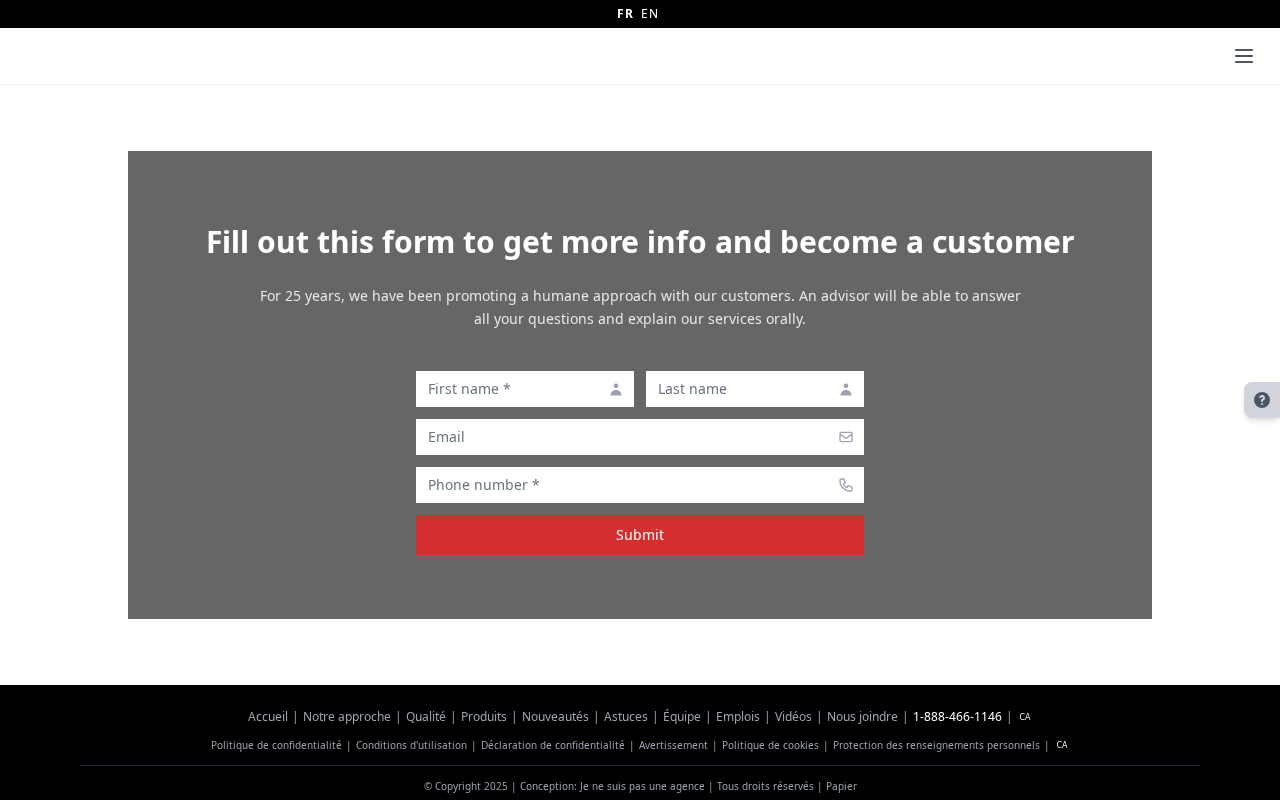 FR EN
Fill out this form to get more info and become a customer
For 25 years, we have been promoting a humane approach with our customers. An advisor will be able to answer
all your questions and explain our services orally.
First name *
Last name
Email
Phone number *
Submit
Accueil | Notre approche | Qualité | Produits | Nouveautés | Astuces | Équipe | Emplois | Vidéos | Nous joindre | 1-888-466-1146 | CA
Politique de confidentialité | Conditions d'utilisation | Déclaration de confidentialité | Avertissement | Politique de cookies | Protection des renseignements personnels | CA
© Copyright 2025 | Conception: Je ne suis pas une agence | Tous droits réservés | Papier